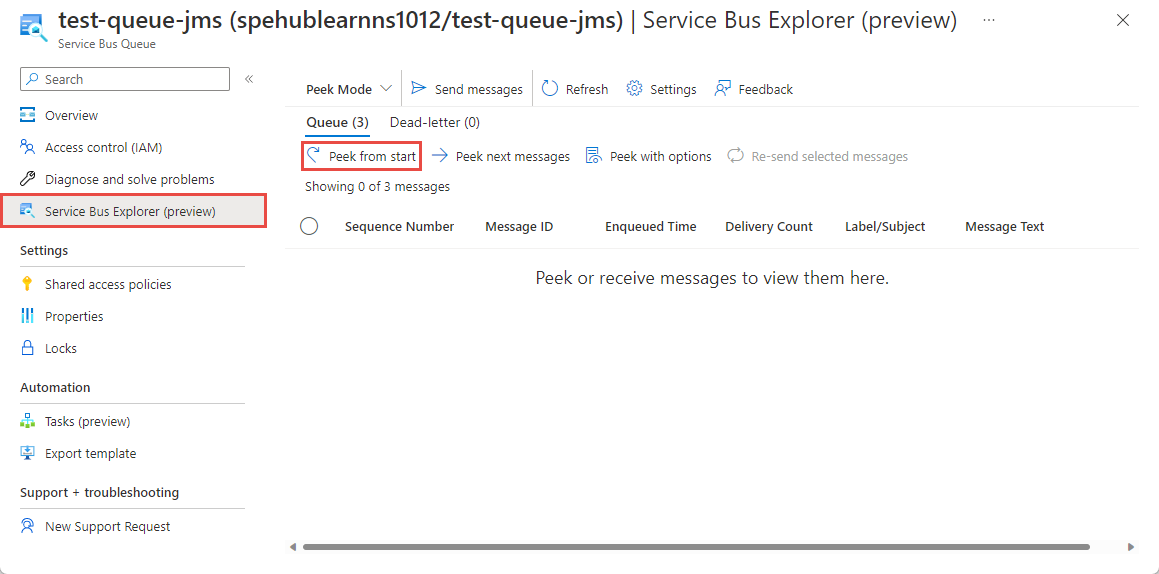 test-queue-jms (spehublearnns1012/test-queue-jms) | Service Bus Explorer (preview) ...
Service Bus Queue
Search «
Overview
Access control (IAM)
Diagnose and solve problems
Service Bus Explorer (preview)
Settings
Shared access policies
Properties
Locks
Automation
Tasks (preview)
Export template
Support + troubleshooting
New Support Request
Peek Mode Send messages Refresh Settings Feedback
Queue (3) Dead-letter (0)
Peek from start Peek next messages Peek with options Re-send selected messages
Showing 0 of 3 messages
Sequence Number Message ID Enqueued Time Delivery Count Label/Subject Message Text
Peek or receive messages to view them here.